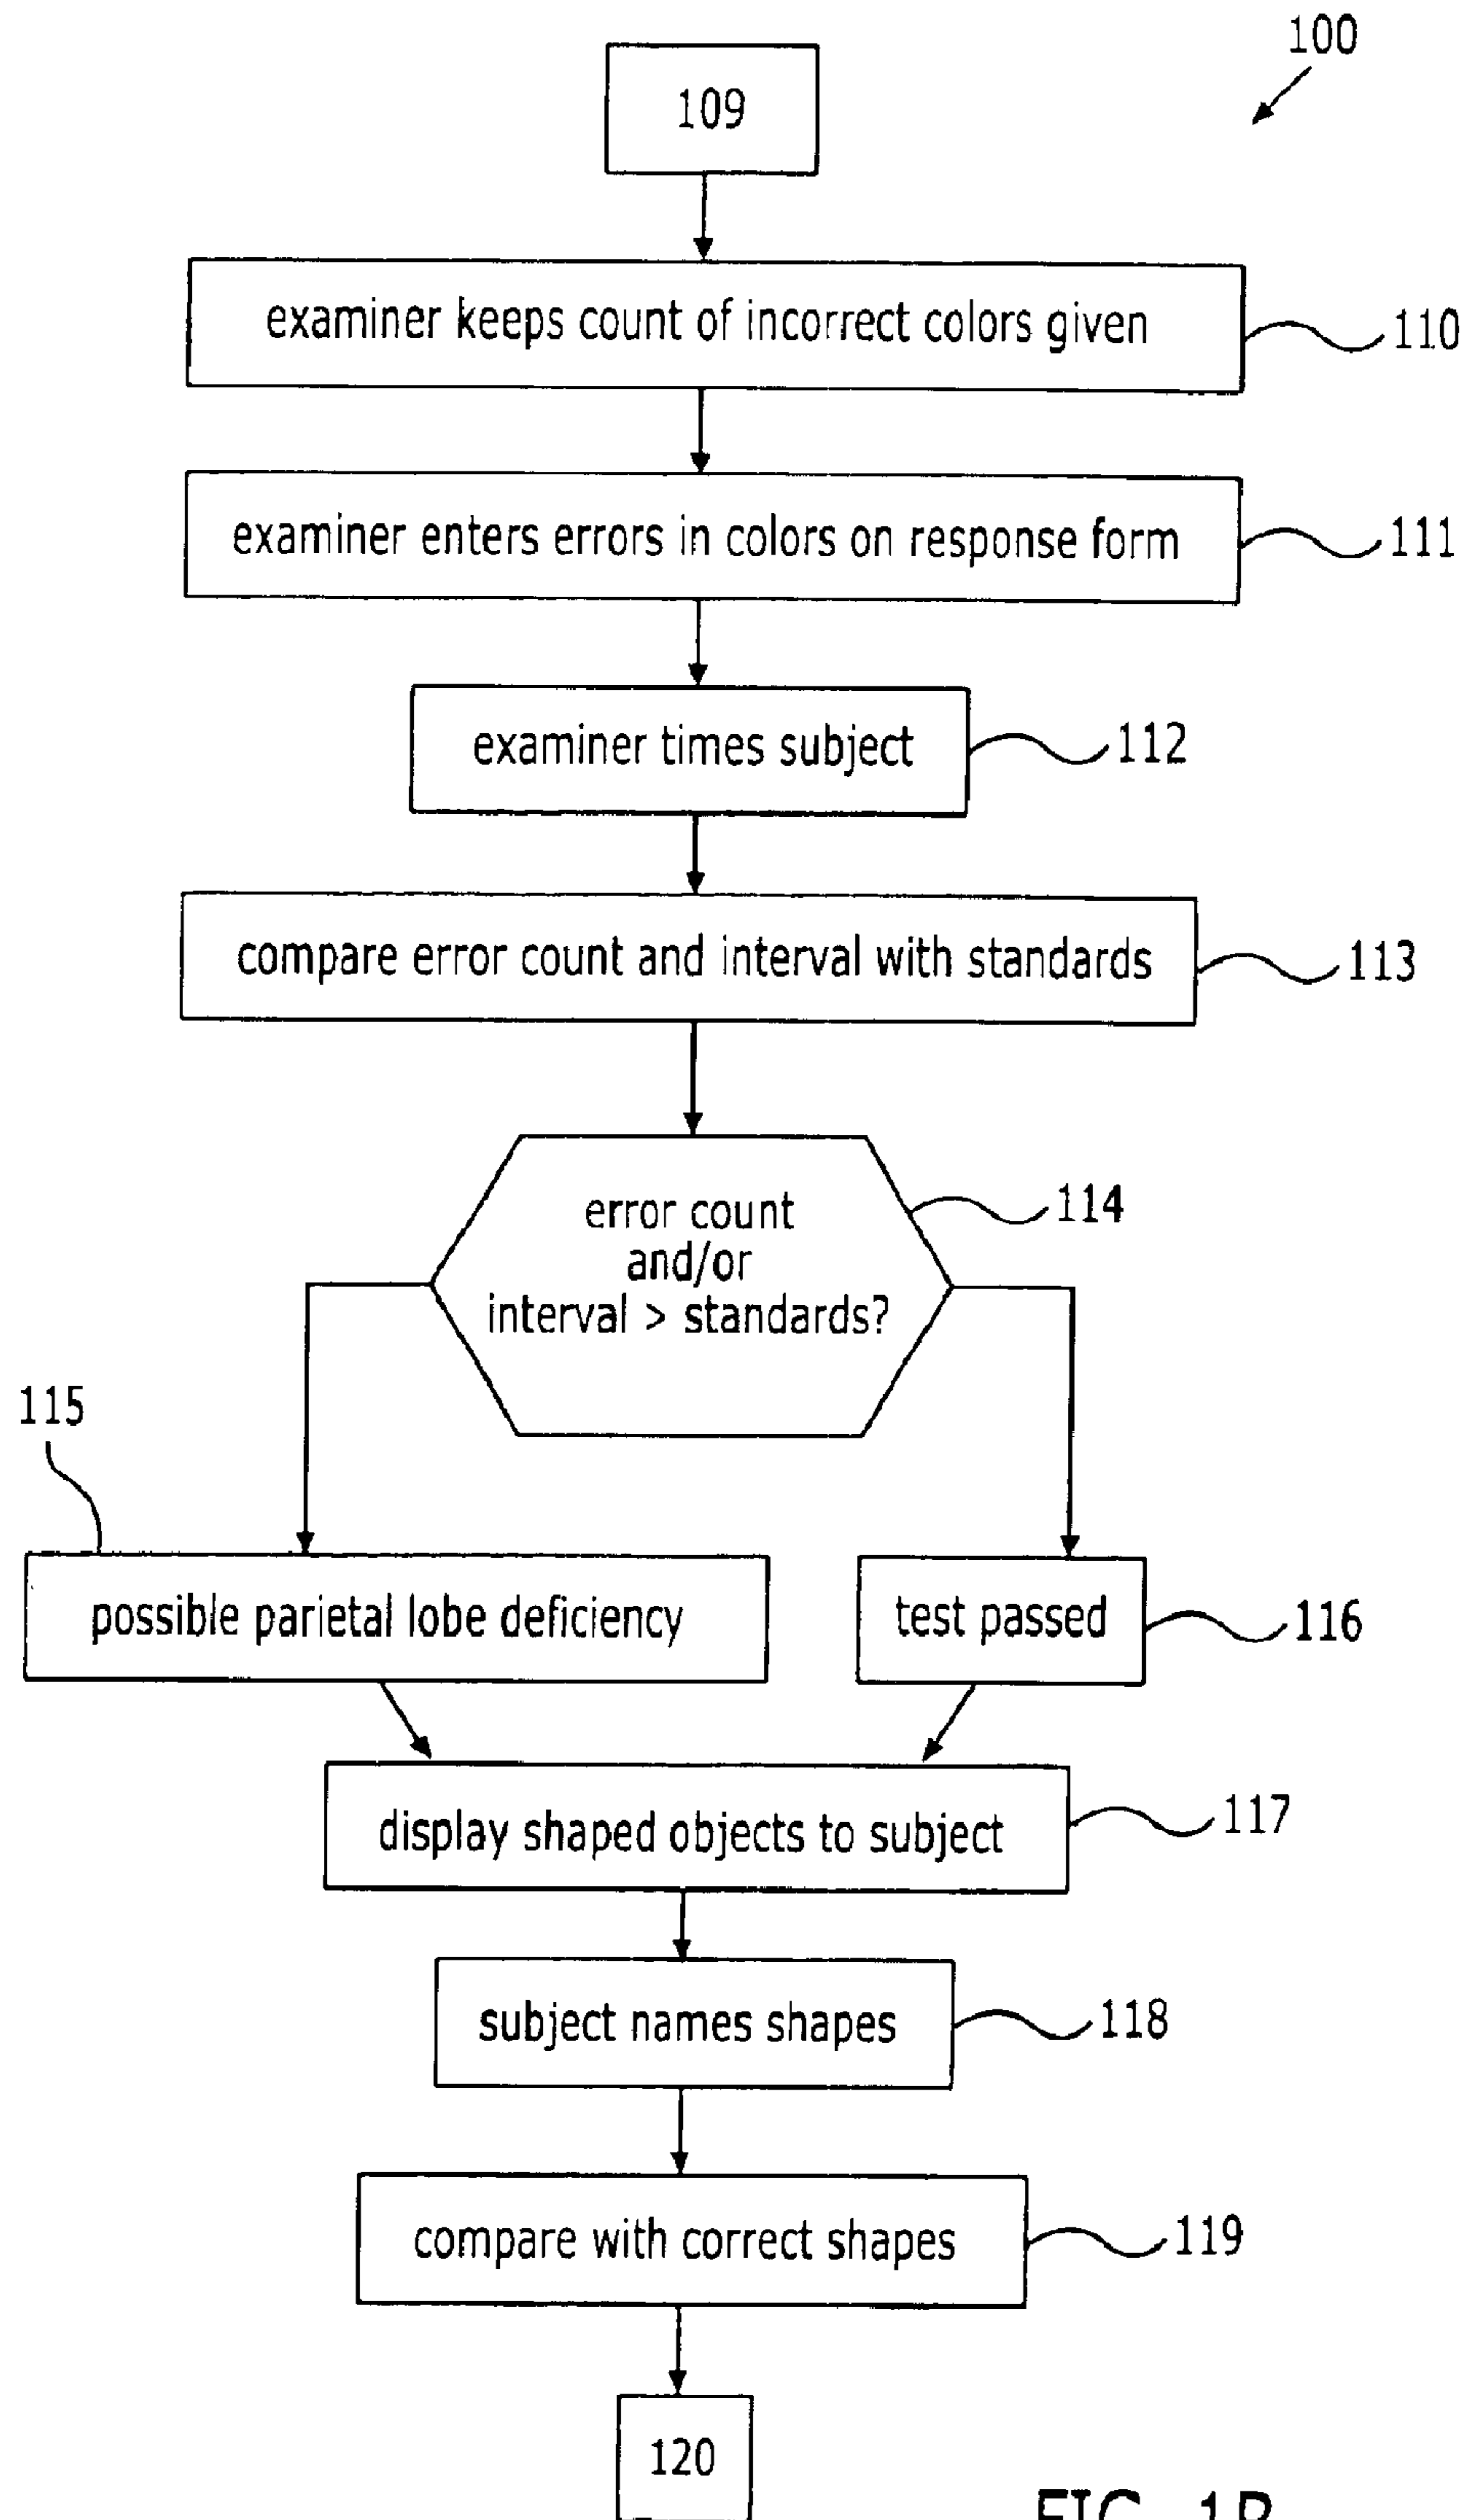 100
109
examiner keeps count of incorrect colors given
110
examiner enters errors in colors on response form
111
examiner times subject
112
compare error count and interval with standards
113
error count
and/or
interval > standards?
114
115
possible parietal lobe deficiency
test passed
116
display shaped objects to subject
117
subject names shapes
118
compare with correct shapes
119
120
FIG. 1B